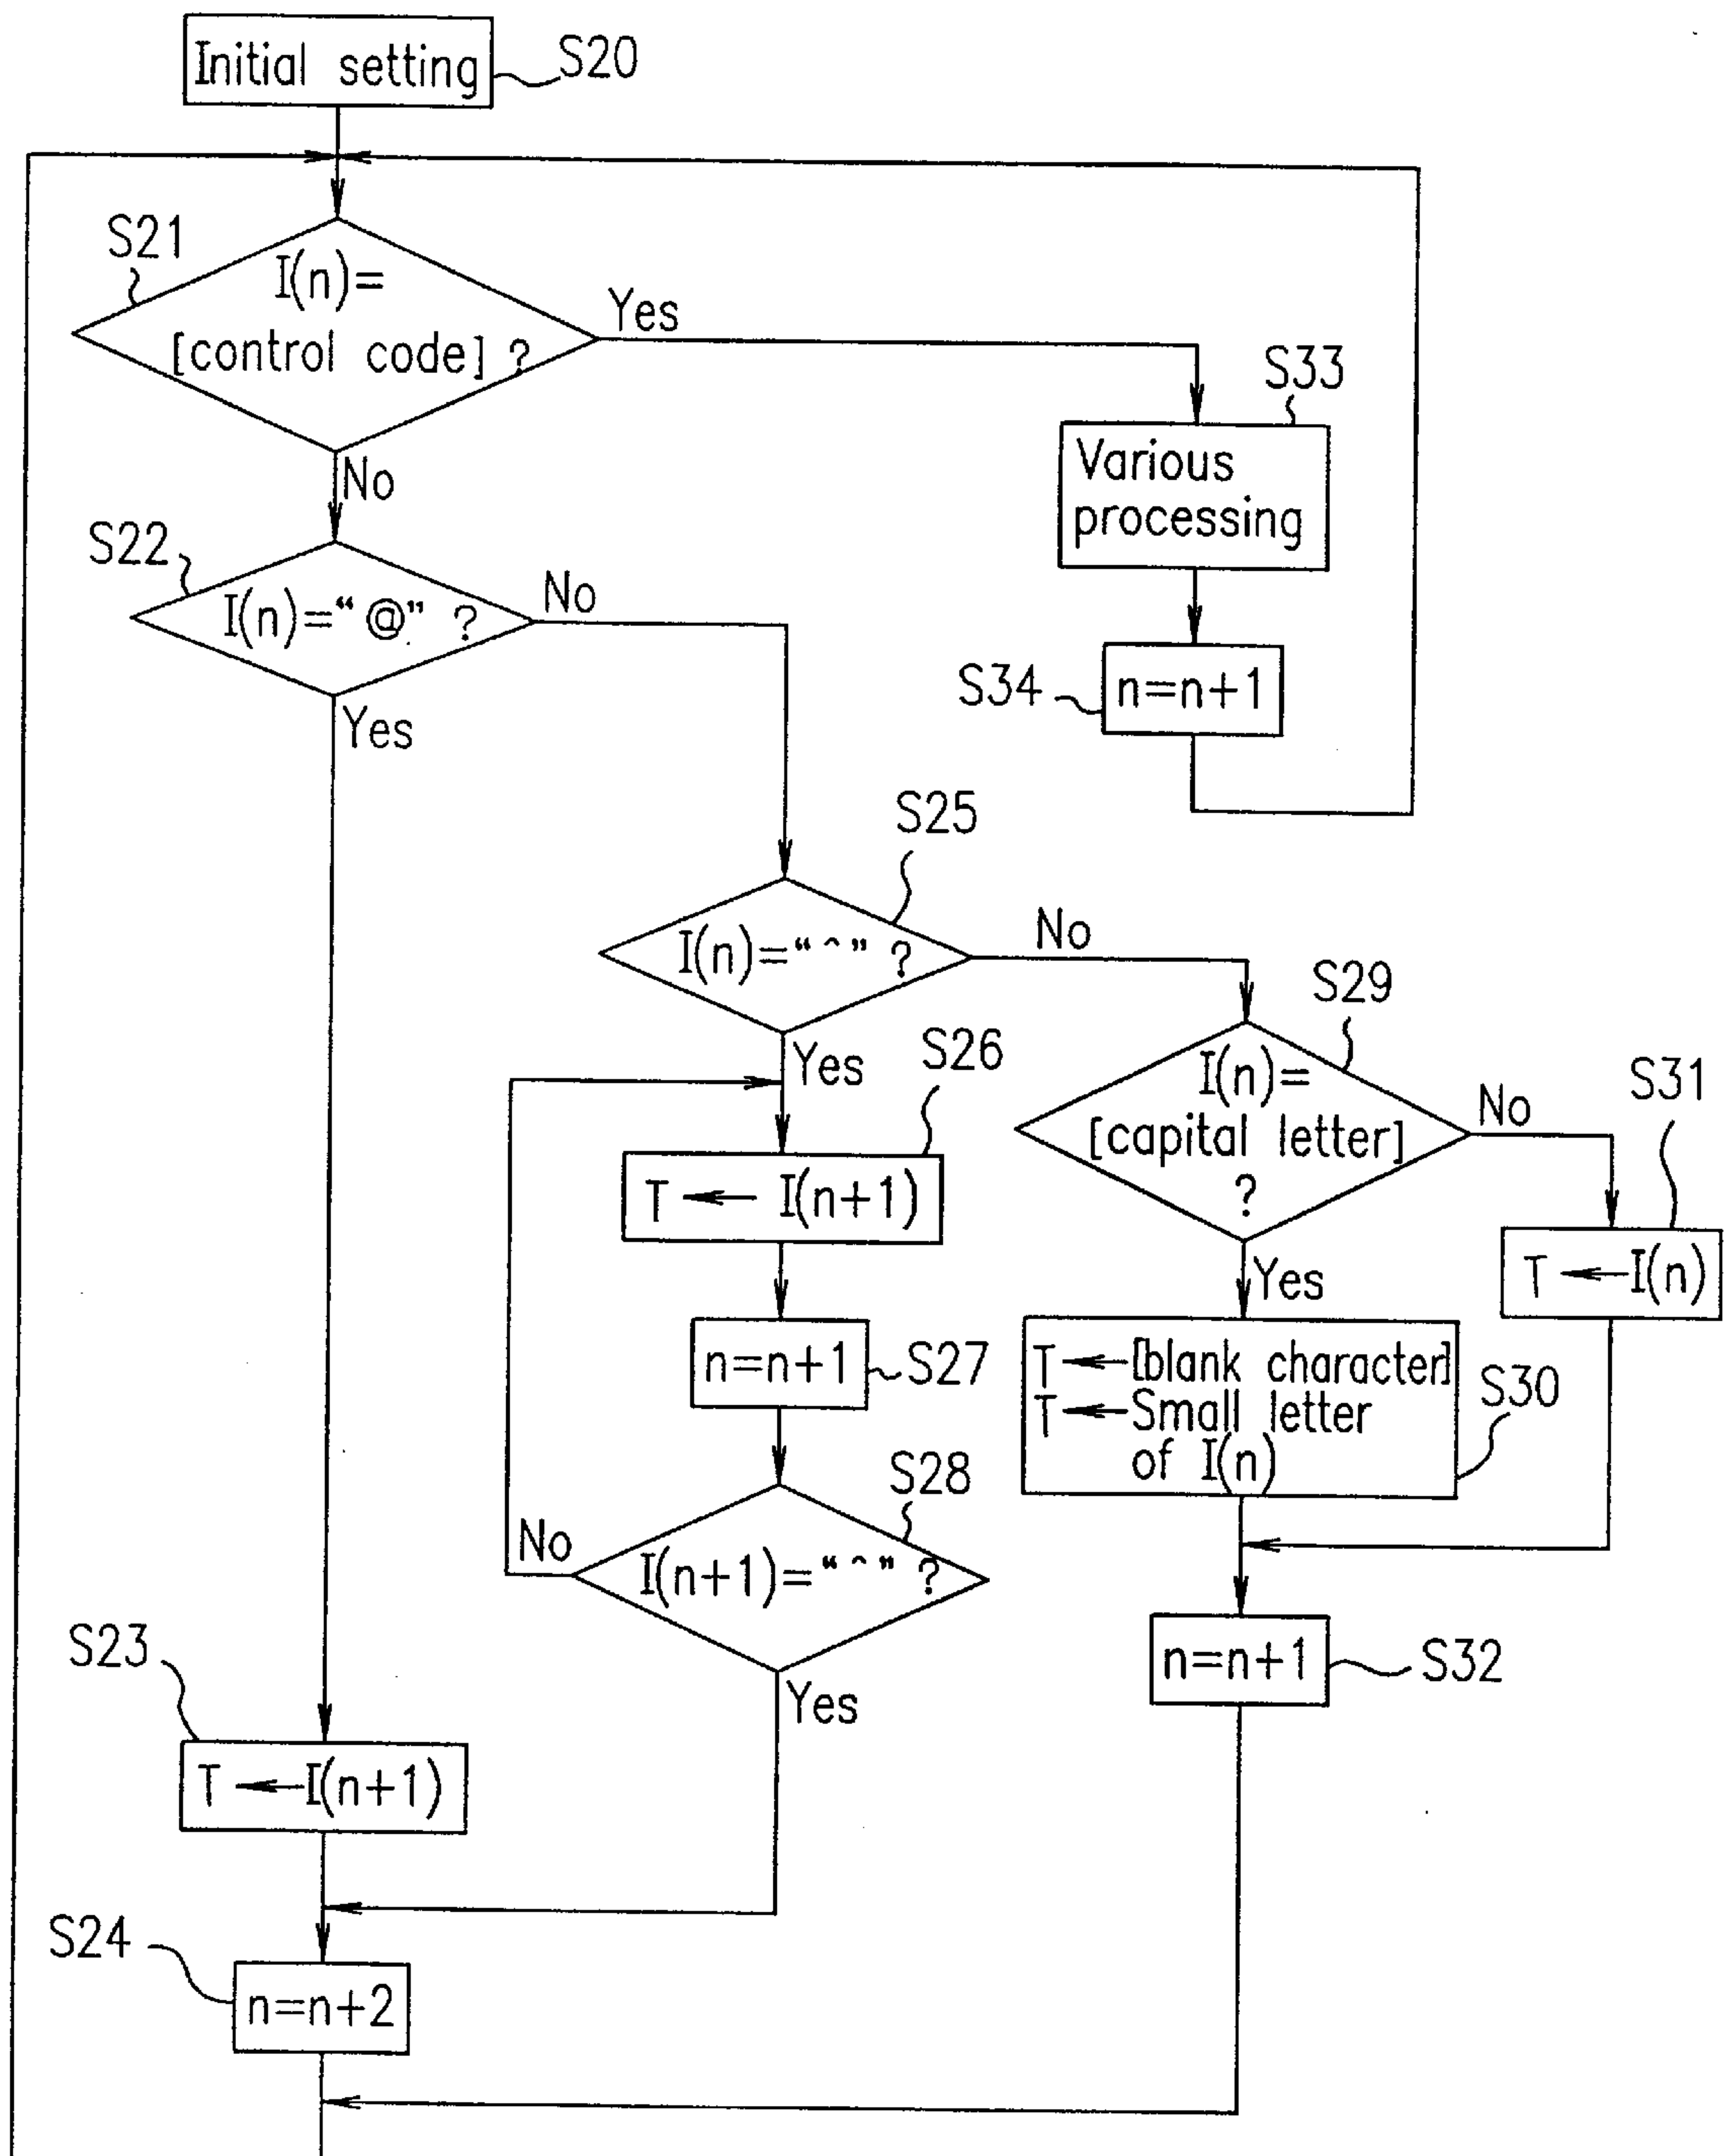 Initial setting
S20
S21
I(n)=
[control code] ?
Yes
No
S33
Various
processing
S22
I(n)=“@” ?
No
Yes
S34
n=n+1
S25
I(n)=“^” ?
No
Yes
S29
I(n)=
[capital letter]
?
No
Yes
S26
T ← I(n+1)
S31
T ← I(n)
n=n+1
S27
T ← [blank character]
T ← Small letter
of I(n)
S30
S28
I(n+1)=“^” ?
No
Yes
n=n+1
S32
S23
T ← I(n+1)
S24
n=n+2